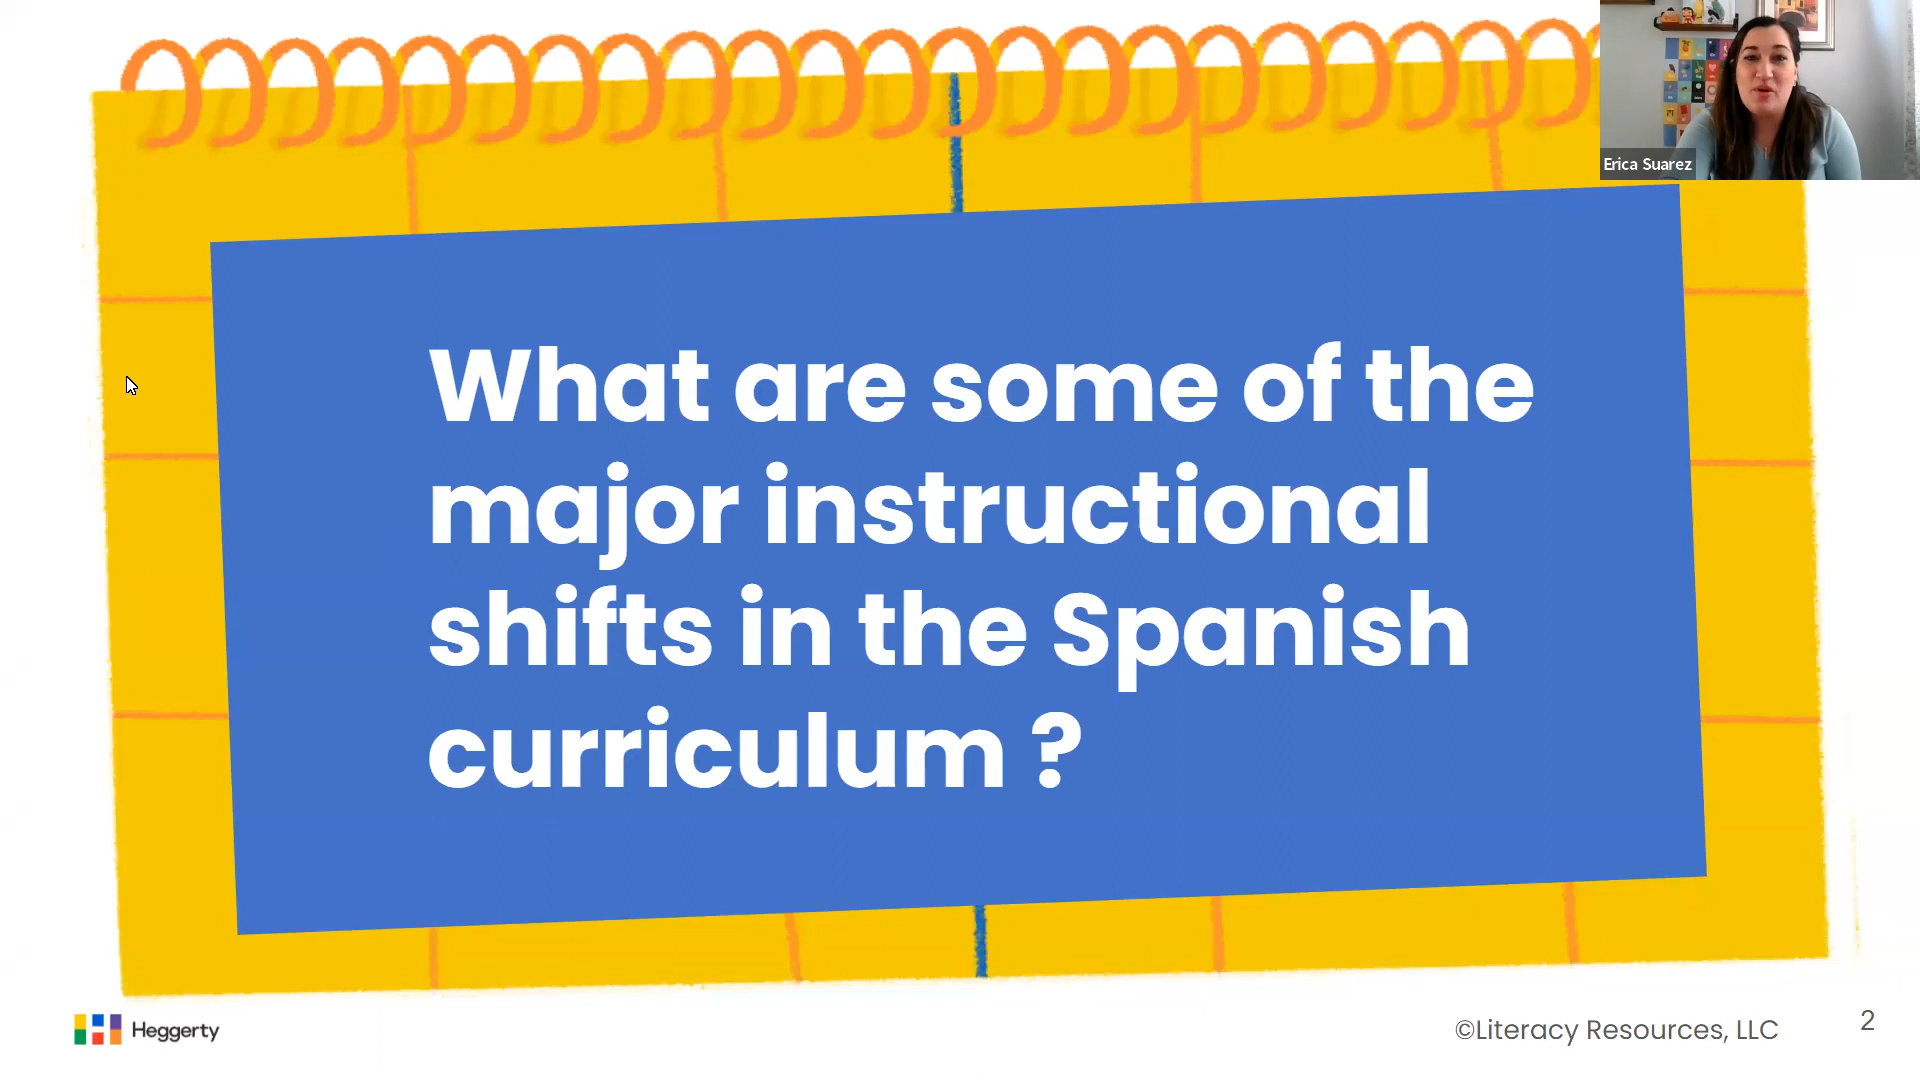 Erica Suarez
What are some of the
major instructional
shifts in the Spanish
curriculum ?
Heggerty
©Literacy Resources, LLC
2